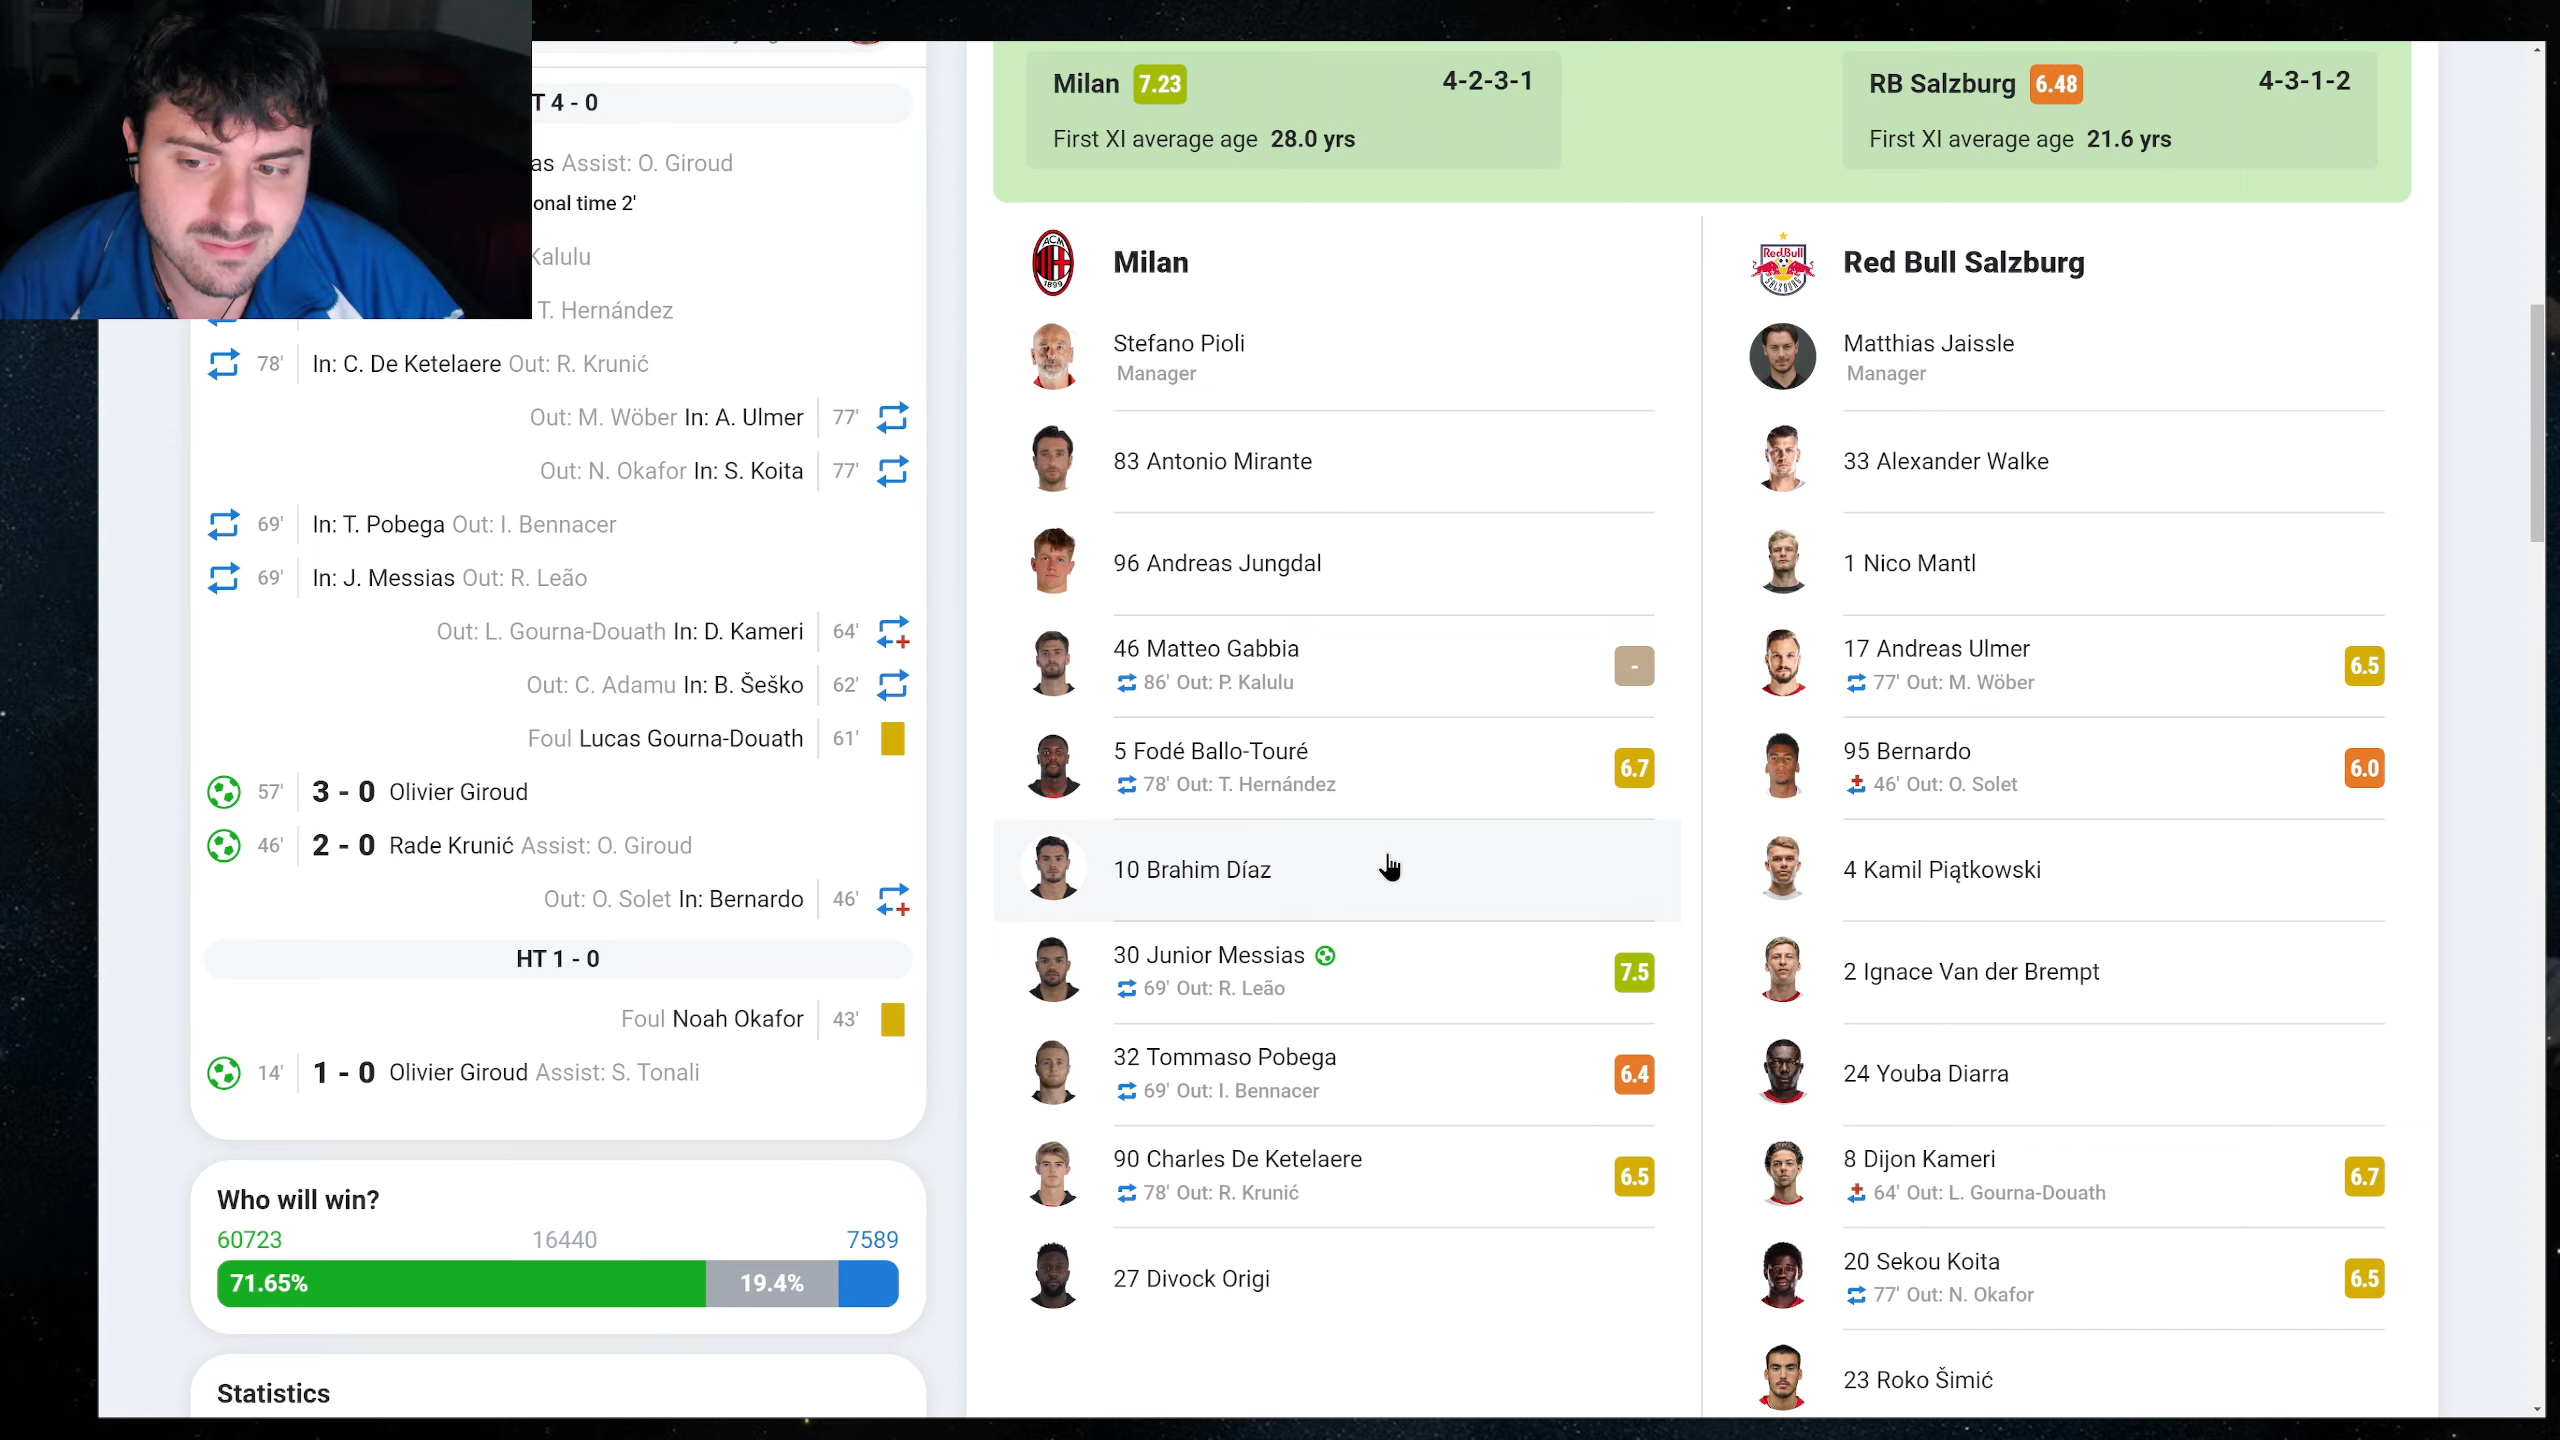 T 4 - 0
as Assist: O. Giroud
onal time 2'
Kalulu
T. Hernández
78' In: C. De Ketelaere Out: R. Krunić
Out: M. Wöber In: A. Ulmer 77'
Out: N. Okafor In: S. Koita 77'
69' In: T. Pobega Out: I. Bennacer
69' In: J. Messias Out: R. Leão
Out: L. Gourna-Douath In: D. Kameri 64'
Out: C. Adamu In: B. Šeško 62'
Foul Lucas Gourna-Douath 61'
57' 3 - 0 Olivier Giroud
46' 2 - 0 Rade Krunić Assist: O. Giroud
Out: O. Solet In: Bernardo 46'
HT 1 - 0
Foul Noah Okafor 43'
14' 1 - 0 Olivier Giroud Assist: S. Tonali
Who will win?
60723 16440 7589
71.65% 19.4%
Statistics
Milan 7.23 4-2-3-1
First XI average age 28.0 yrs
RB Salzburg 6.48 4-3-1-2
First XI average age 21.6 yrs
ACM
1899
Milan
Stefano Pioli
Manager
83 Antonio Mirante
96 Andreas Jungdal
46 Matteo Gabbia -
86' Out: P. Kalulu
5 Fodé Ballo-Touré 6.7
78' Out: T. Hernández
10 Brahim Díaz
30 Junior Messias 7.5
69' Out: R. Leão
32 Tommaso Pobega 6.4
69' Out: I. Bennacer
90 Charles De Ketelaere 6.5
78' Out: R. Krunić
27 Divock Origi
RedBull
SALZBURG
Red Bull Salzburg
Matthias Jaissle
Manager
33 Alexander Walke
1 Nico Mantl
17 Andreas Ulmer 6.5
77' Out: M. Wöber
95 Bernardo 6.0
46' Out: O. Solet
4 Kamil Piątkowski
2 Ignace Van der Brempt
24 Youba Diarra
8 Dijon Kameri 6.7
64' Out: L. Gourna-Douath
20 Sekou Koita 6.5
77' Out: N. Okafor
23 Roko Šimić